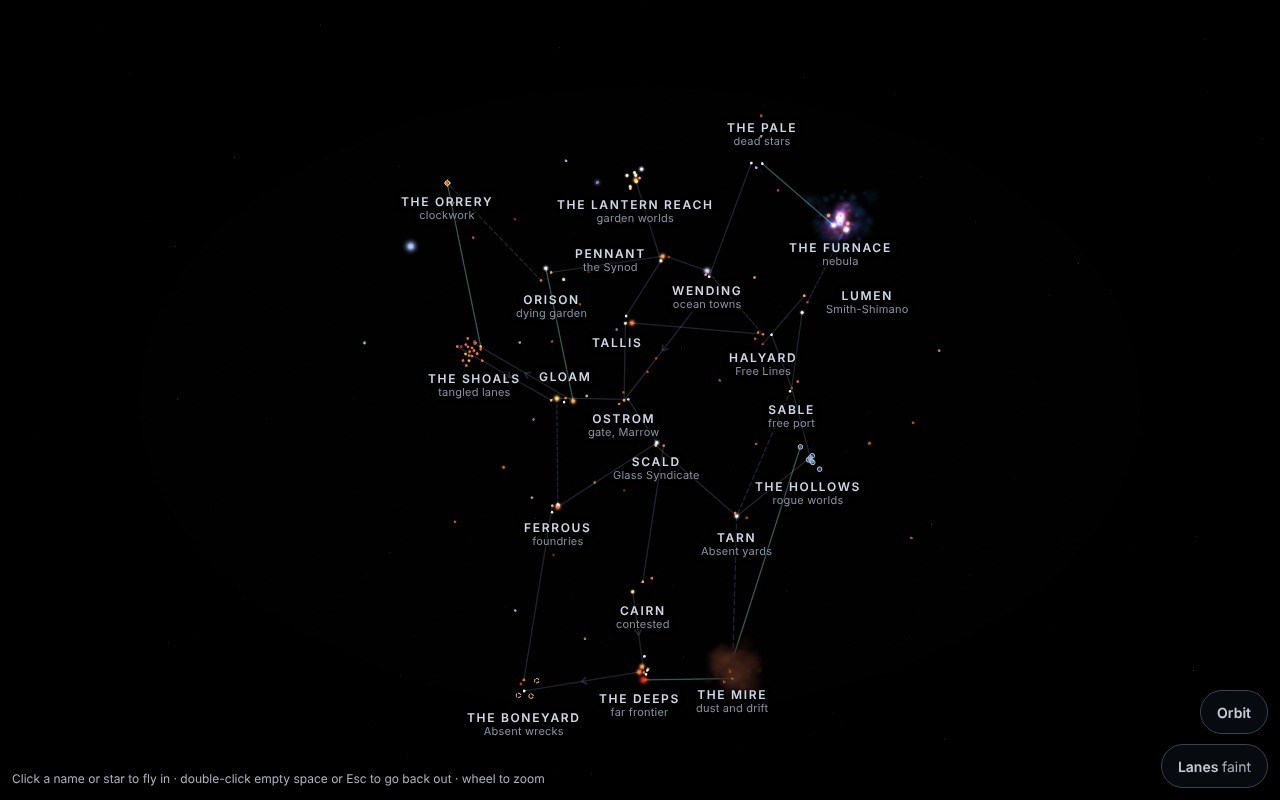 THE PALE
dead stars
THE ORRERY
clockwork
THE LANTERN REACH
garden worlds
THE FURNACE
nebula
PENNANT
the Synod
WENDING
ocean towns
LUMEN
Smith-Shimano
ORISON
dying garden
TALLIS
HALYARD
Free Lines
THE SHOALS
tangled lanes
GLOAM
OSTROM
gate, Marrow
SABLE
free port
SCALD
Glass Syndicate
THE HOLLOWS
rogue worlds
FERROUS
foundries
TARN
Absent yards
CAIRN
contested
THE DEEPS
far frontier
THE MIRE
dust and drift
THE BONEYARD
Absent wrecks
Orbit
Lanes faint
Click a name or star to fly in · double-click empty space or Esc to go back out · wheel to zoom